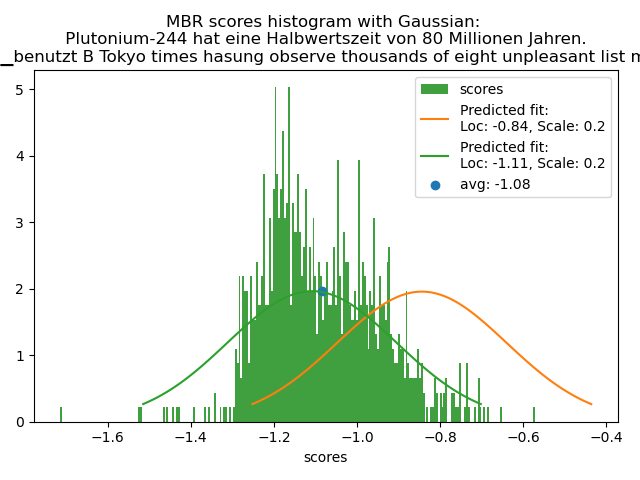 MBR scores histogram with Gaussian:
Plutonium-244 hat eine Halbwertszeit von 80 Millionen Jahren.
_benutzt B Tokyo times hasung observe thousands of eight unpleasant list
scores
Predicted fit:
Loc: -0.84, Scale: 0.2
Predicted fit:
Loc: -1.11, Scale: 0.2
avg: -1.08
5
4
3
2
1
0
−1.6 −1.4 −1.2 −1.0 −0.8 −0.6 −0.4
scores